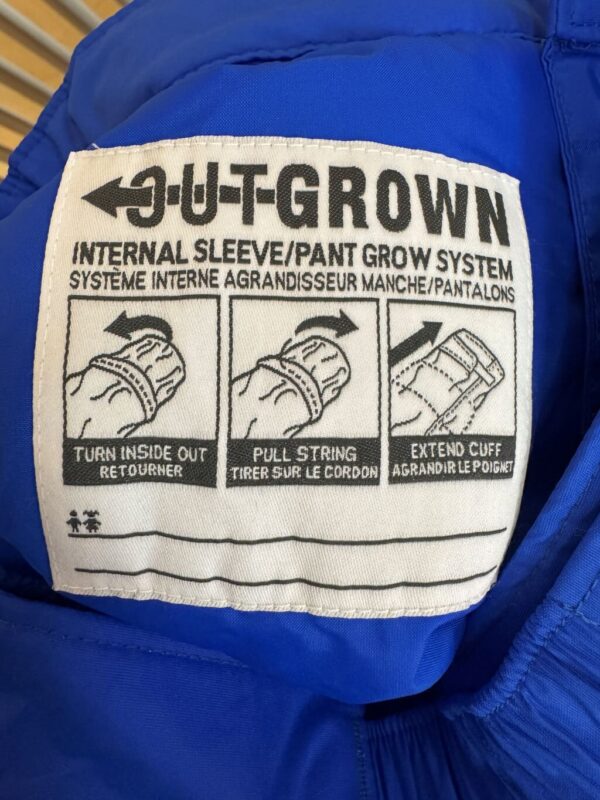 OUTGROWN
INTERNAL SLEEVE/PANT GROW SYSTEM
SYSTÈME INTERNE AGRANDISSEUR MANCHE/PANTALONS
TURN INSIDE OUT
RETOURNER
PULL STRING
TIRER SUR LE CORDON
EXTEND CUFF
AGRANDIR LE POIGNET